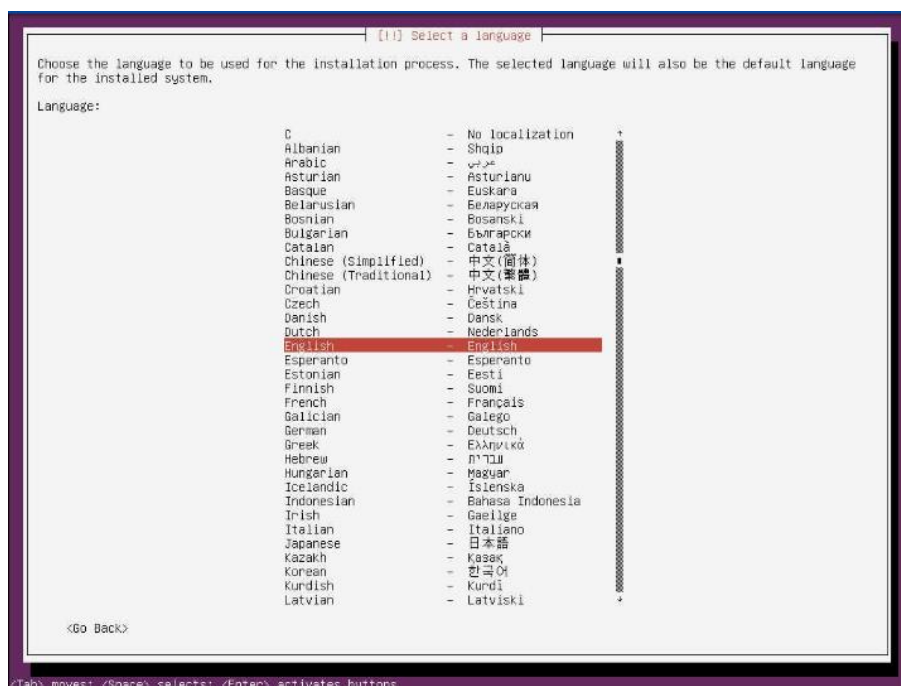 [!!] Select a language
Choose the language to be used for the installation process. The selected language will also be the default language
for the installed system.
Language:
C - No localization
Albanian - Shqip
Arabic - عربي
Asturian - Asturianu
Basque - Euskara
Belarusian - Беларуская
Bosnian - Bosanski
Bulgarian - Български
Catalan - Català
Chinese (Simplified) - 中文(简体)
Chinese (Traditional) - 中文(繁體)
Croatian - Hrvatski
Czech - Čeština
Danish - Dansk
Dutch - Nederlands
English - English
Esperanto - Esperanto
Estonian - Eesti
Finnish - Suomi
French - Français
Galician - Galego
German - Deutsch
Greek - Ελληνικά
Hebrew - עברית
Hungarian - Magyar
Icelandic - Íslenska
Indonesian - Bahasa Indonesia
Irish - Gaeilge
Italian - Italiano
Japanese - 日本語
Kazakh - Қазақ
Korean - 한국어
Kurdish - Kurdî
Latvian - Latviski
<Go Back>
<Tab> moves; <Space> selects; <Enter> activates buttons